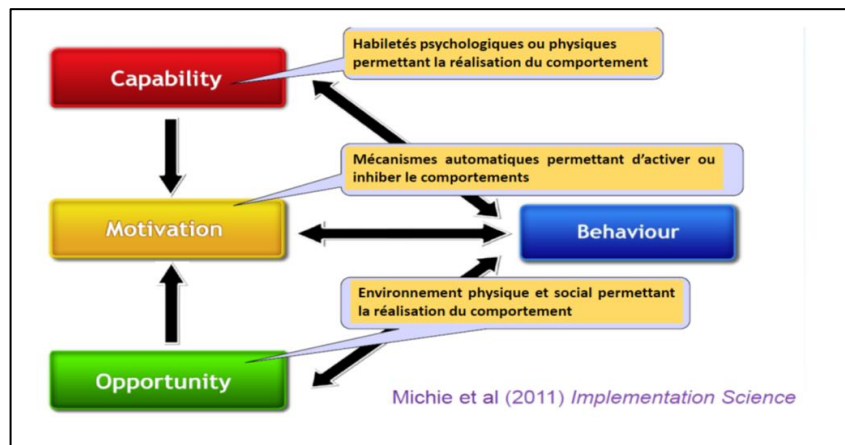 Habiletés psychologiques ou physiques
permettant la réalisation du comportement
Capability
Mécanismes automatiques permettant d'activer ou
inhiber le comportements
Motivation
Behaviour
Environnement physique et social permettant
la réalisation du comportement
Opportunity
Michie et al (2011) Implementation Science